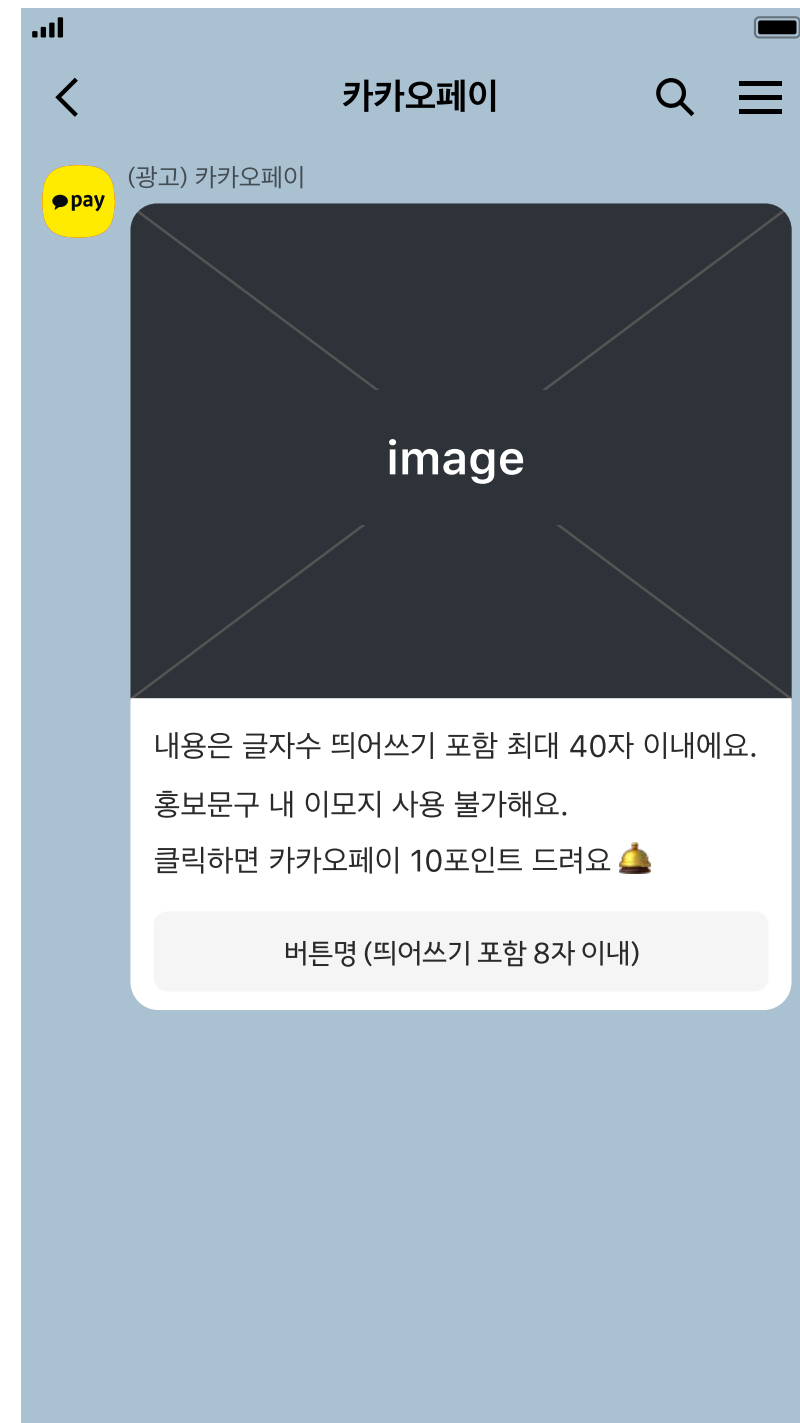 카카오페이
pay
(광고) 카카오페이
image
내용은 글자수 띄어쓰기 포함 최대 40자 이내에요.
홍보문구 내 이모지 사용 불가해요.
클릭하면 카카오페이 10포인트 드려요🛎️
버튼명 (띄어쓰기 포함 8자 이내)